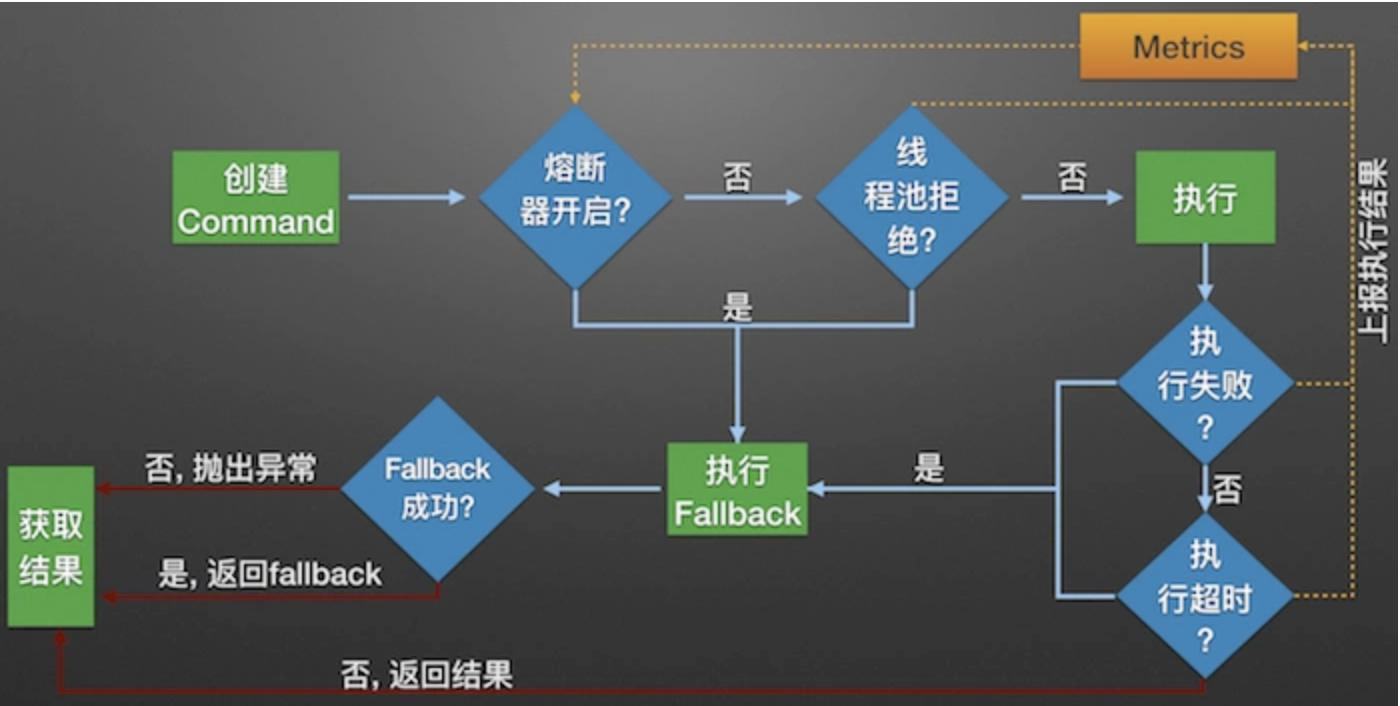 Metrics
创建
Command
熔断
器开启?
否
线
程池拒
绝?
否
执行
上报执行结果
是
执
行失败
?
否
执
行超时
?
是
执行
Fallback
Fallback
成功?
否, 抛出异常
是, 返回fallback
获取
结果
否, 返回结果